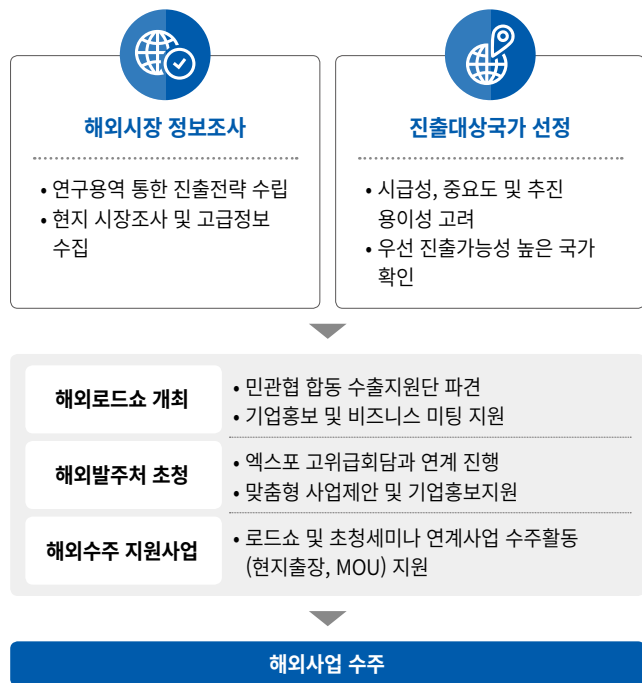 해외시장 정보조사
• 연구용역 통한 진출전략 수립
• 현지 시장조사 및 고급정보
수집
진출대상국가 선정
• 시급성, 중요도 및 추진
용이성 고려
• 우선 진출가능성 높은 국가
확인
해외로드쇼 개최
• 민관협 합동 수출지원단 파견
• 기업홍보 및 비즈니스 미팅 지원
해외발주처 초청
• 엑스포 고위급회담과 연계 진행
• 맞춤형 사업제안 및 기업홍보지원
해외수주 지원사업
• 로드쇼 및 초청세미나 연계사업 수주활동
(현지출장, MOU) 지원
해외사업 수주